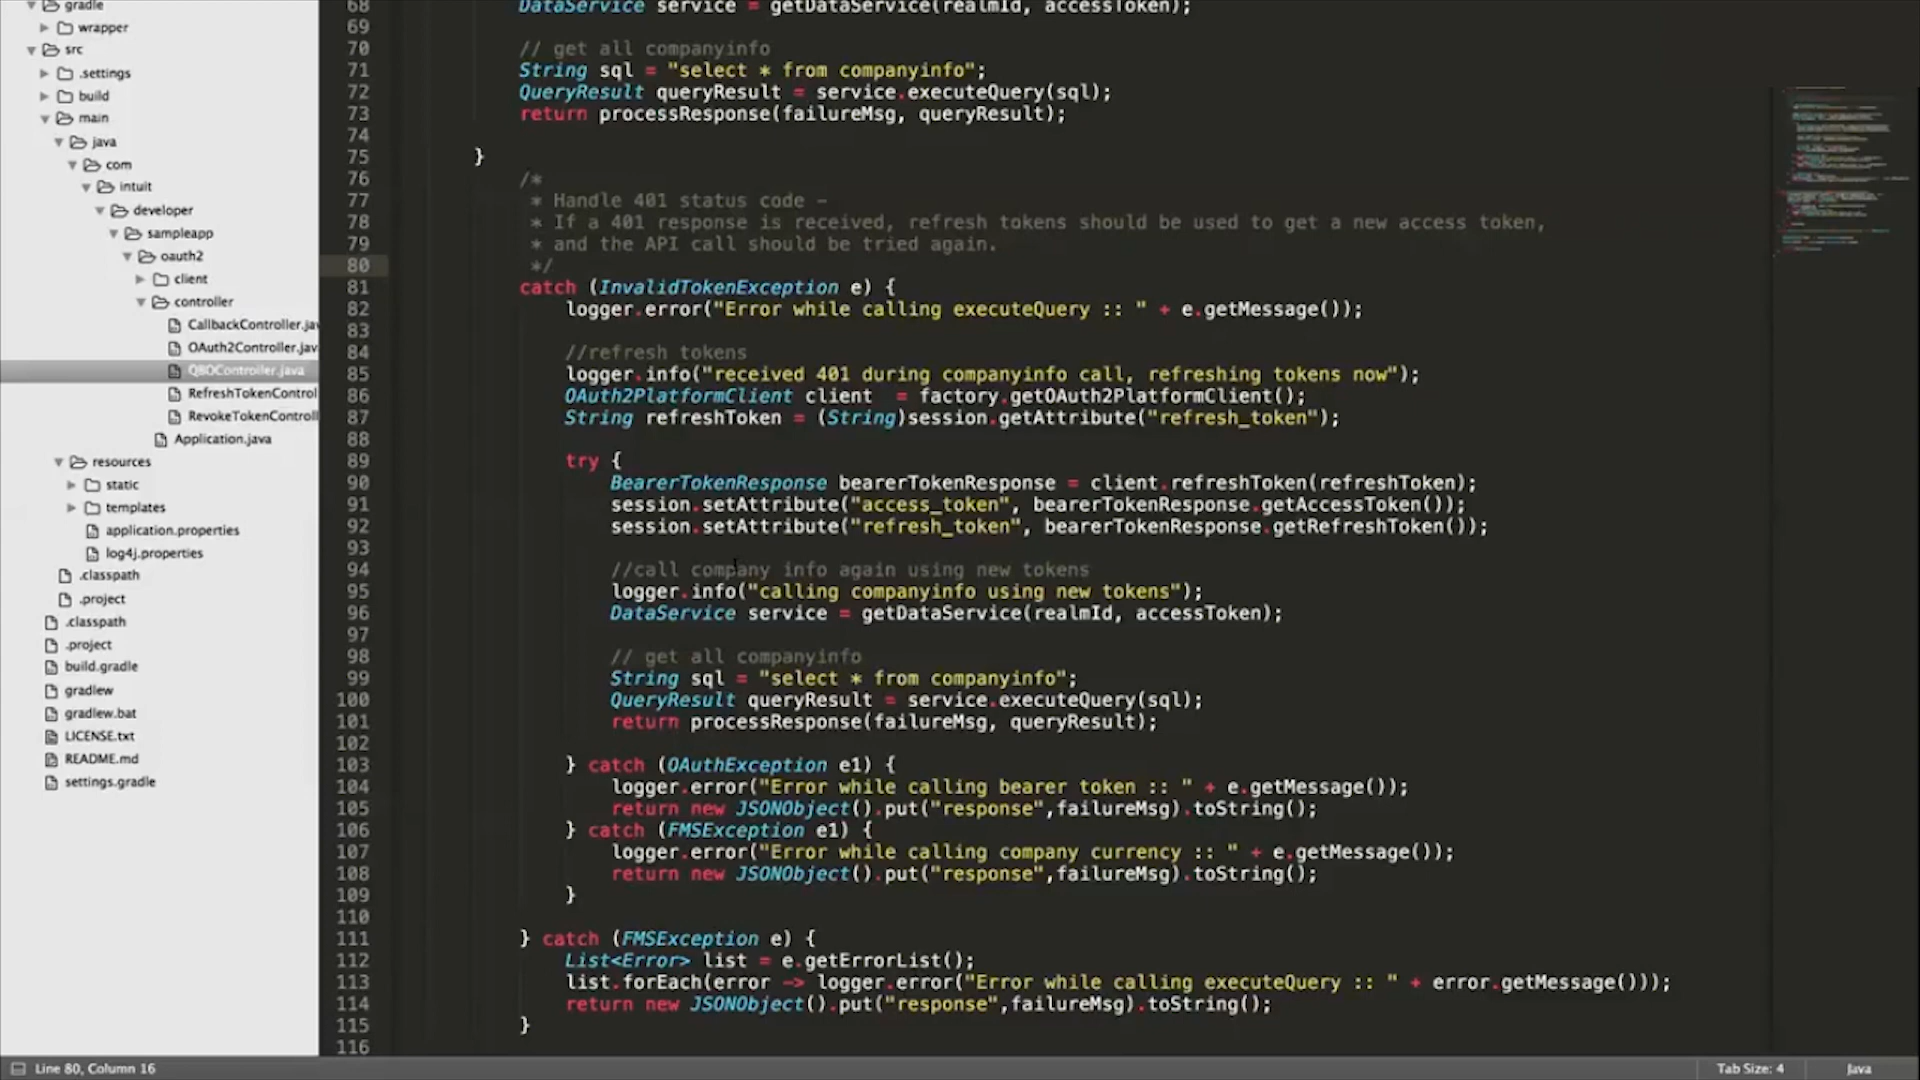 gradle
wrapper
src
.settings
build
main
java
com
intuit
developer
sampleapp
oauth2
client
controller
CallbackController.jav
OAuth2Controller.jav
QBOController.java
RefreshTokenControl
RevokeTokenControll
Application.java
resources
static
templates
application.properties
log4j.properties
.classpath
.project
.classpath
.project
build.gradle
gradlew
gradlew.bat
LICENSE.txt
README.md
settings.gradle
68 DataService service = getDataService(realmId, accessToken);
69
70 // get all companyinfo
71 String sql = "select * from companyinfo";
72 QueryResult queryResult = service.executeQuery(sql);
73 return processResponse(failureMsg, queryResult);
74
75 }
76 /*
77 * Handle 401 status code -
78 * If a 401 response is received, refresh tokens should be used to get a new access token,
79 * and the API call should be tried again.
80 */
81 catch (InvalidTokenException e) {
82 logger.error("Error while calling executeQuery :: " + e.getMessage());
83
84 //refresh tokens
85 logger.info("received 401 during companyinfo call, refreshing tokens now");
86 OAuth2PlatformClient client  = factory.getOAuth2PlatformClient();
87 String refreshToken = (String)session.getAttribute("refresh_token");
88
89 try {
90 BearerTokenResponse bearerTokenResponse = client.refreshToken(refreshToken);
91 session.setAttribute("access_token", bearerTokenResponse.getAccessToken());
92 session.setAttribute("refresh_token", bearerTokenResponse.getRefreshToken());
93
94 //call company info again using new tokens
95 logger.info("calling companyinfo using new tokens");
96 DataService service = getDataService(realmId, accessToken);
97
98 // get all companyinfo
99 String sql = "select * from companyinfo";
100 QueryResult queryResult = service.executeQuery(sql);
101 return processResponse(failureMsg, queryResult);
102
103 } catch (OAuthException e1) {
104 logger.error("Error while calling bearer token :: " + e.getMessage());
105 return new JSONObject().put("response",failureMsg).toString();
106 } catch (FMSException e1) {
107 logger.error("Error while calling company currency :: " + e.getMessage());
108 return new JSONObject().put("response",failureMsg).toString();
109 }
110
111 } catch (FMSException e) {
112 List<Error> list = e.getErrorList();
113 list.forEach(error -> logger.error("Error while calling executeQuery :: " + error.getMessage()));
114 return new JSONObject().put("response",failureMsg).toString();
115 }
116
Line 80, Column 16
Tab Size: 4
Java